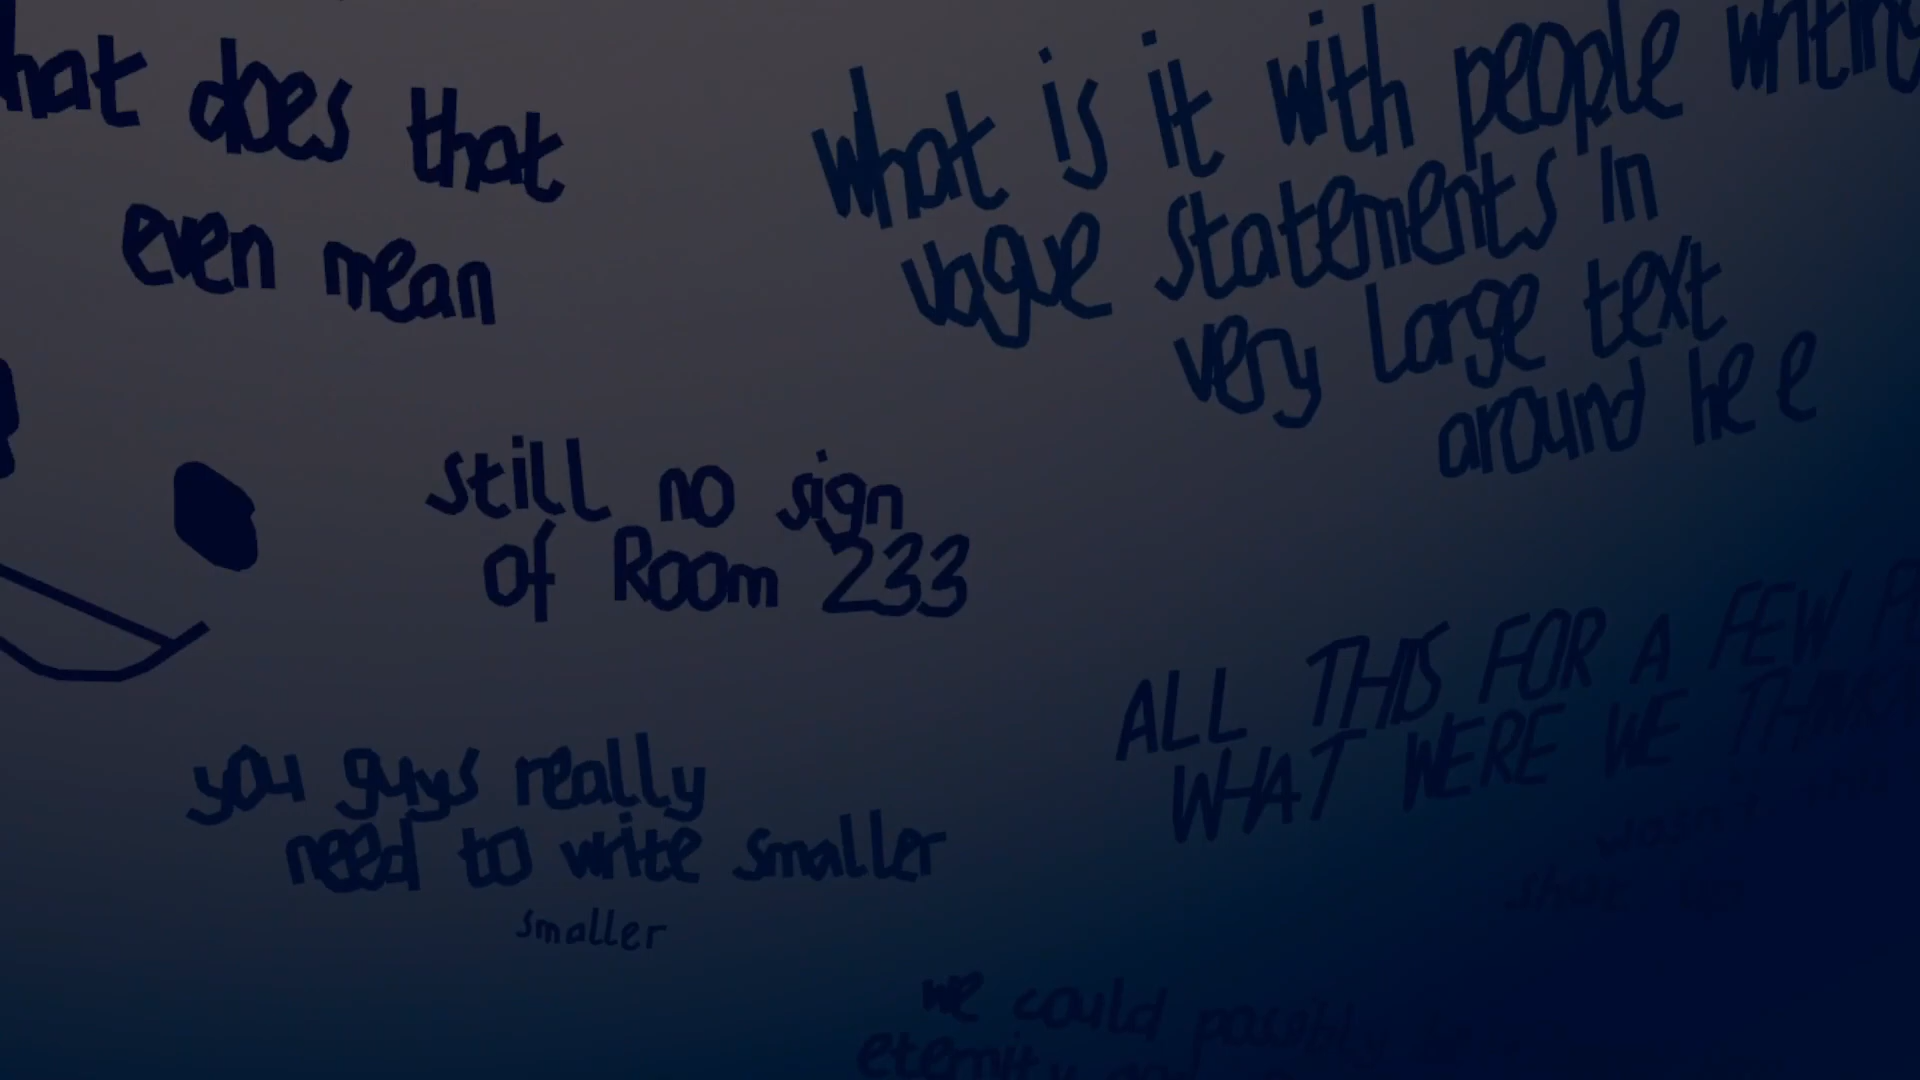 hat does that
even mean
what is it with people writing
vague statements in
very large text
around he e
still no sign
of Room 233
ALL THIS FOR A FEW
WHAT WERE WE
you guys really
need to write smaller
smaller
we could
eternity